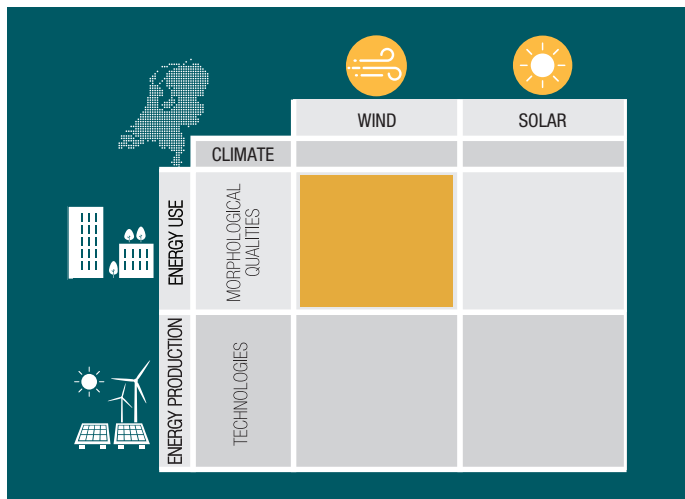 WIND
SOLAR
CLIMATE
ENERGY USE
MORPHOLOGICAL
QUALITIES
ENERGY PRODUCTION
TECHNOLOGIES